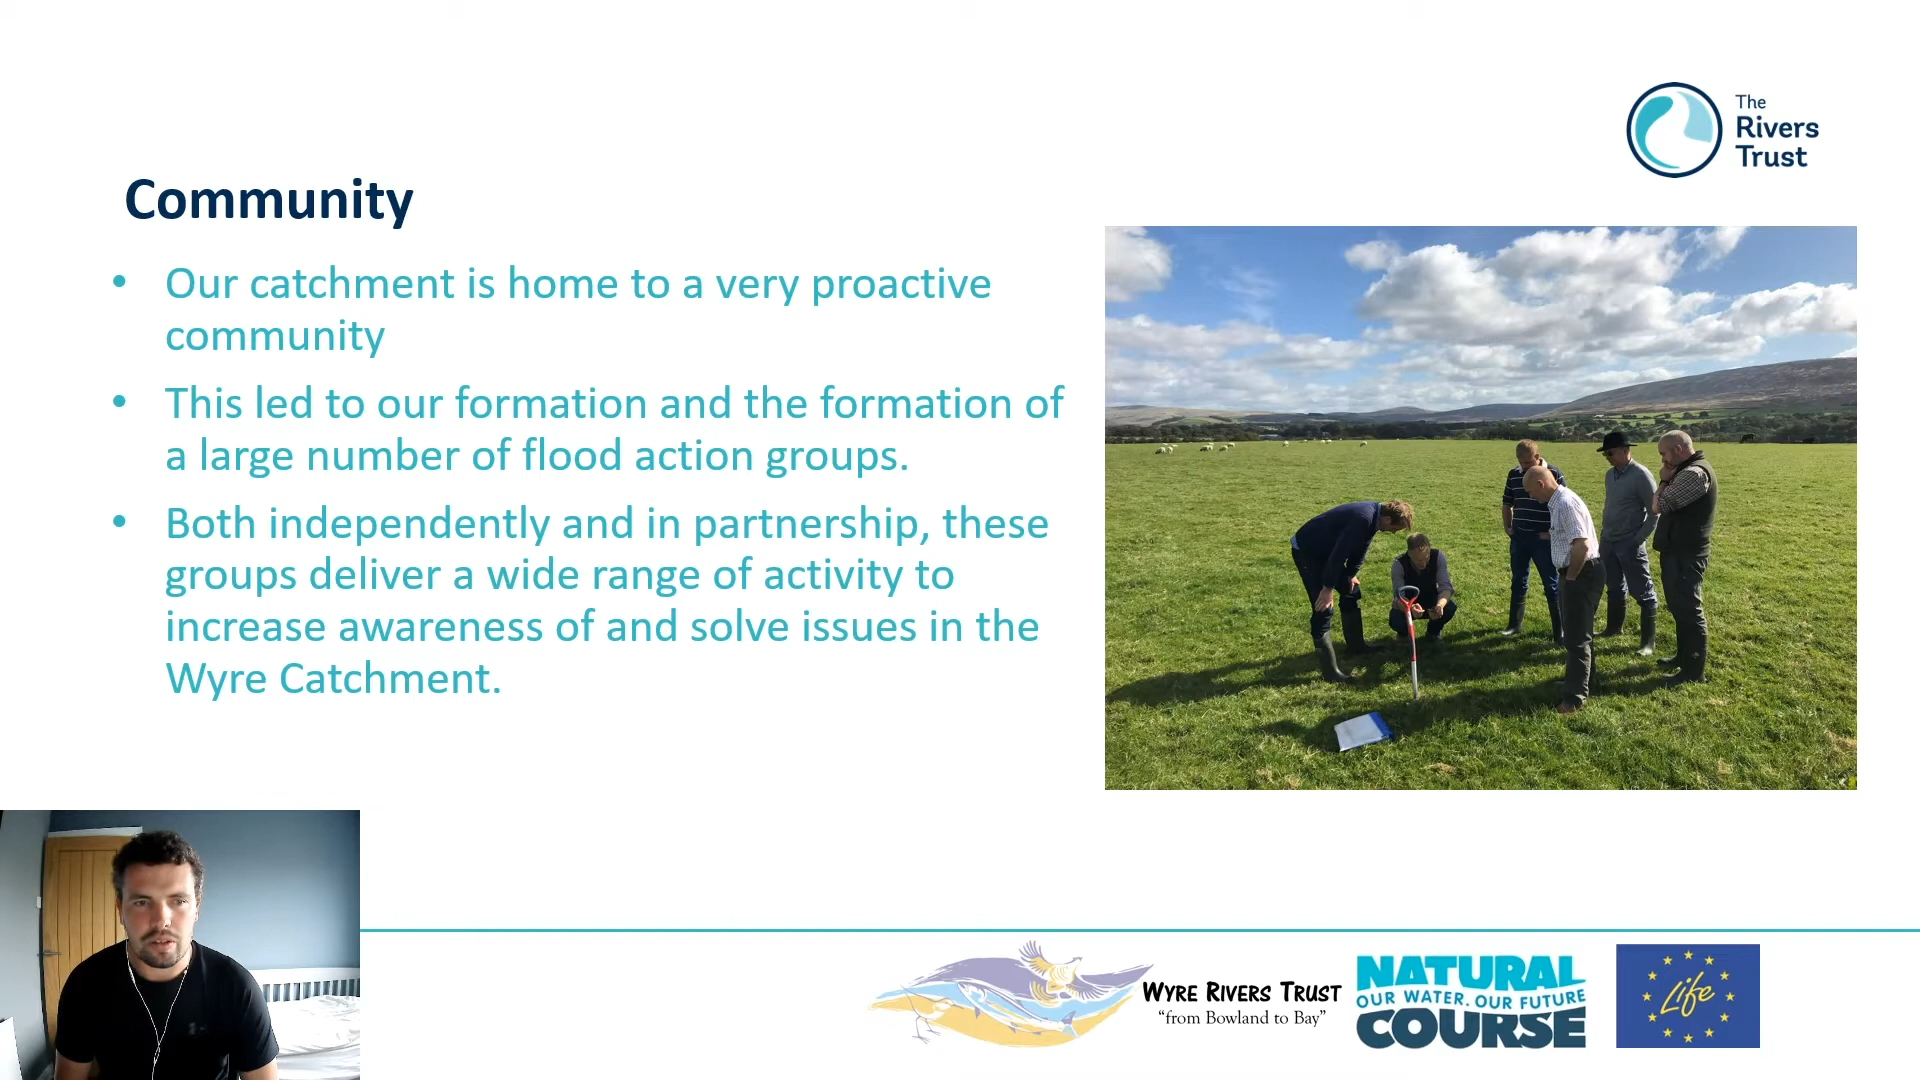 The
Rivers
Trust
Community
• Our catchment is home to a very proactive
community
• This led to our formation and the formation of
a large number of flood action groups.
• Both independently and in partnership, these
groups deliver a wide range of activity to
increase awareness of and solve issues in the
Wyre Catchment.
WYRE RIVERS TRUST
“from Bowland to Bay”
NATURAL
OUR WATER. OUR FUTURE
COURSE
Life